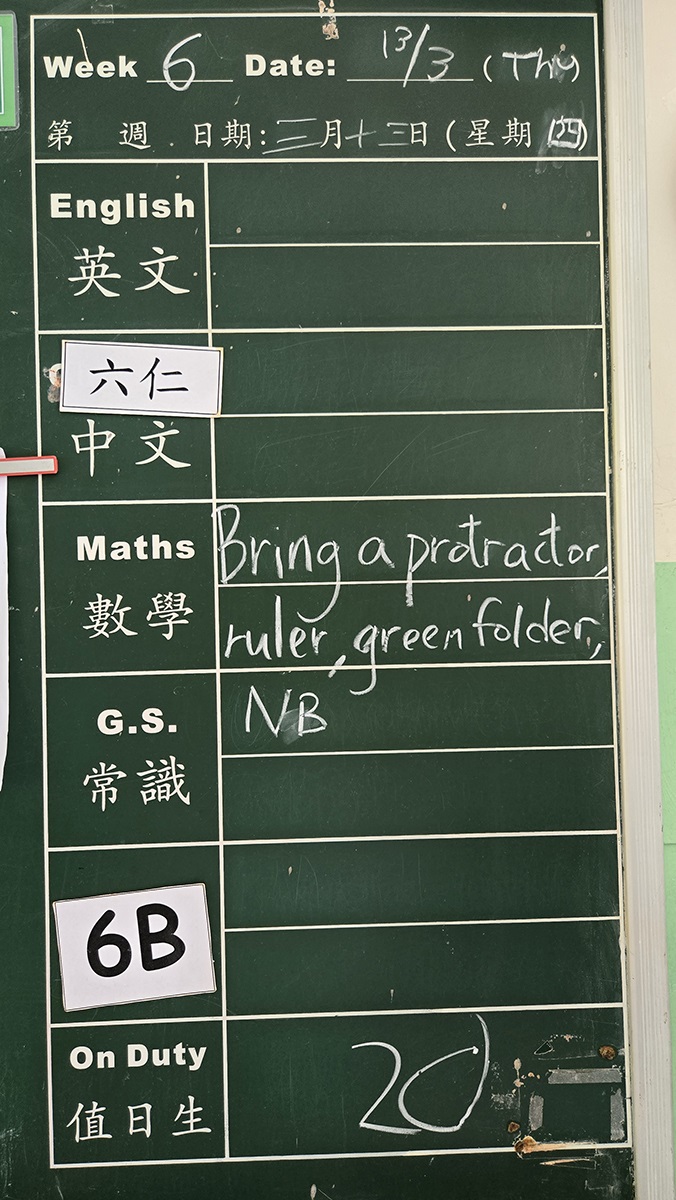 Week 6 Date: 13/3 (Thu)
第 週 日期:三月十三日(星期四)
English
英文
六仁
中文
Maths Bring a protractor,
數學 ruler, green folder,
G.S. NB
常識
6B
On Duty 20
值日生